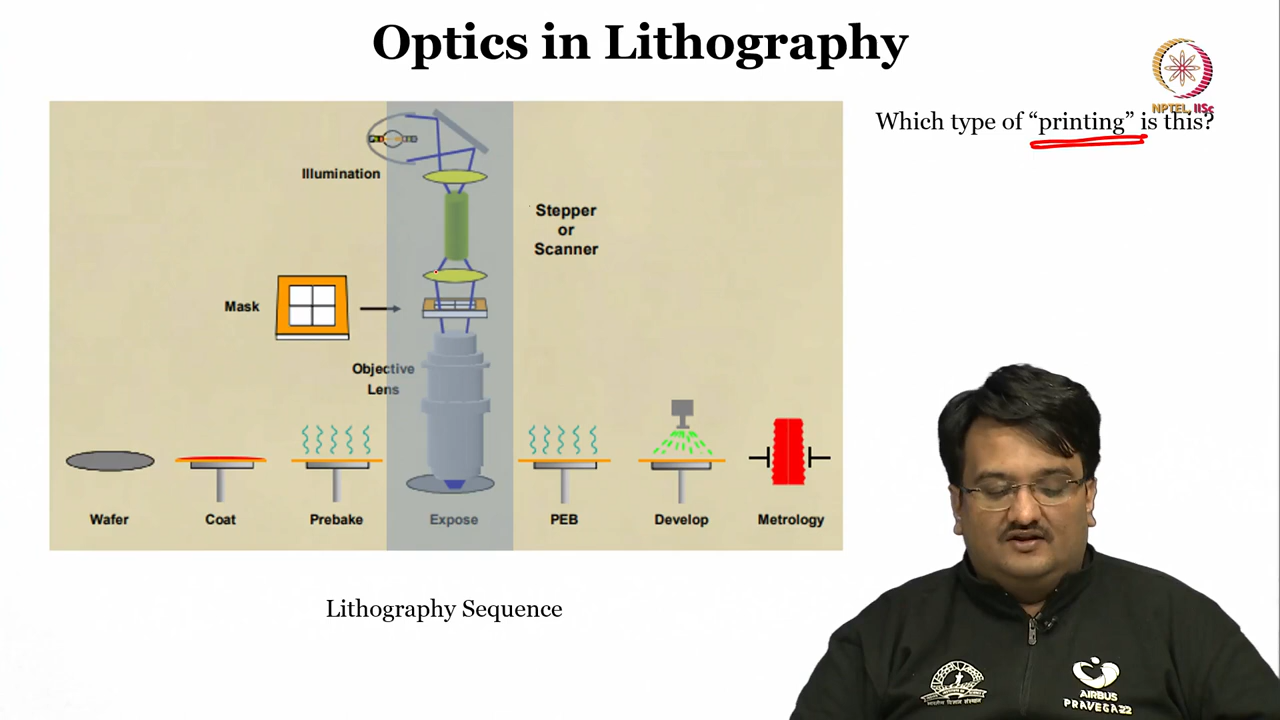 Optics in Lithography
NPTEL, IISc
Which type of “printing” is this?
Illumination
Stepper
or
Scanner
Mask
Objective
Lens
Wafer
Coat
Prebake
Expose
PEB
Develop
Metrology
Lithography Sequence
AIRBUS
PRAVEGA22